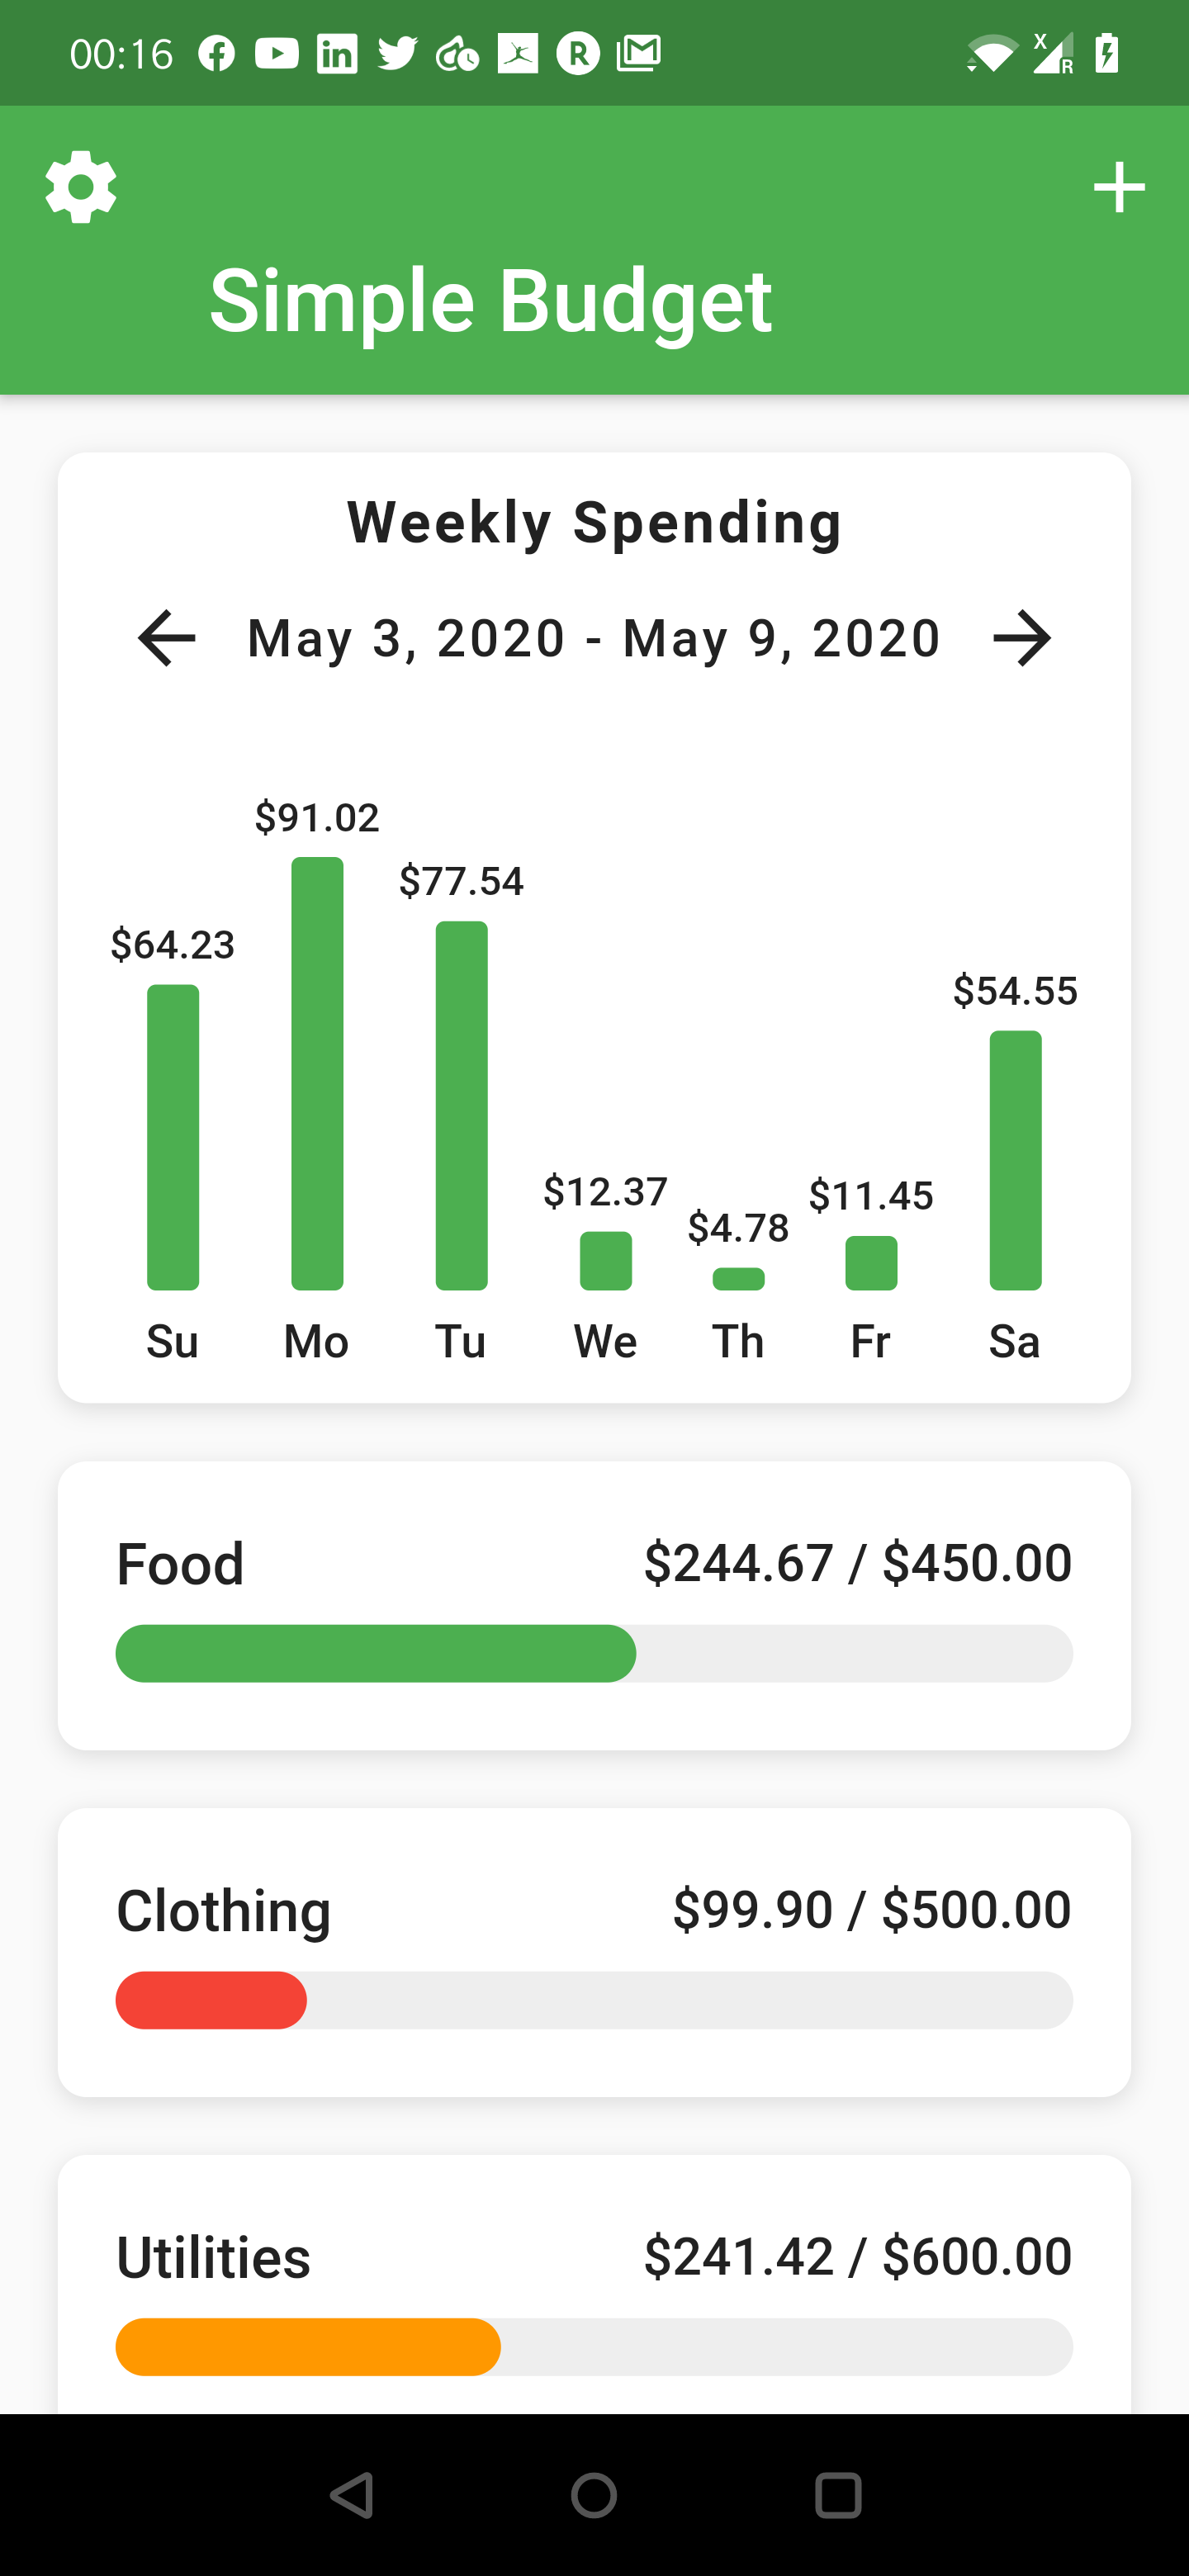 00:16
X
R
Simple Budget
Weekly Spending
May 3, 2020 - May 9, 2020
$91.02
$77.54
$64.23
$54.55
$12.37
$11.45
$4.78
Su Mo Tu We Th Fr Sa
Food $244.67 / $450.00
Clothing $99.90 / $500.00
Utilities $241.42 / $600.00